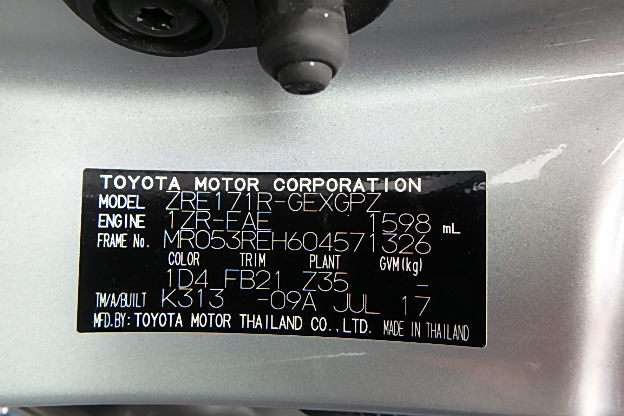 TOYOTA MOTOR CORPORATION
MODEL ZRE171R-GEXGPZ
ENGINE 1ZR-FAE 1598 mL
FRAME No. MR053REH604571326
COLOR TRIM PLANT GVM(kg)
1D4 FB21 Z35 -
TM/A/BUILT K313 -09A JUL 17
MFD.BY: TOYOTA MOTOR THAILAND CO.,LTD. MADE IN THAILAND